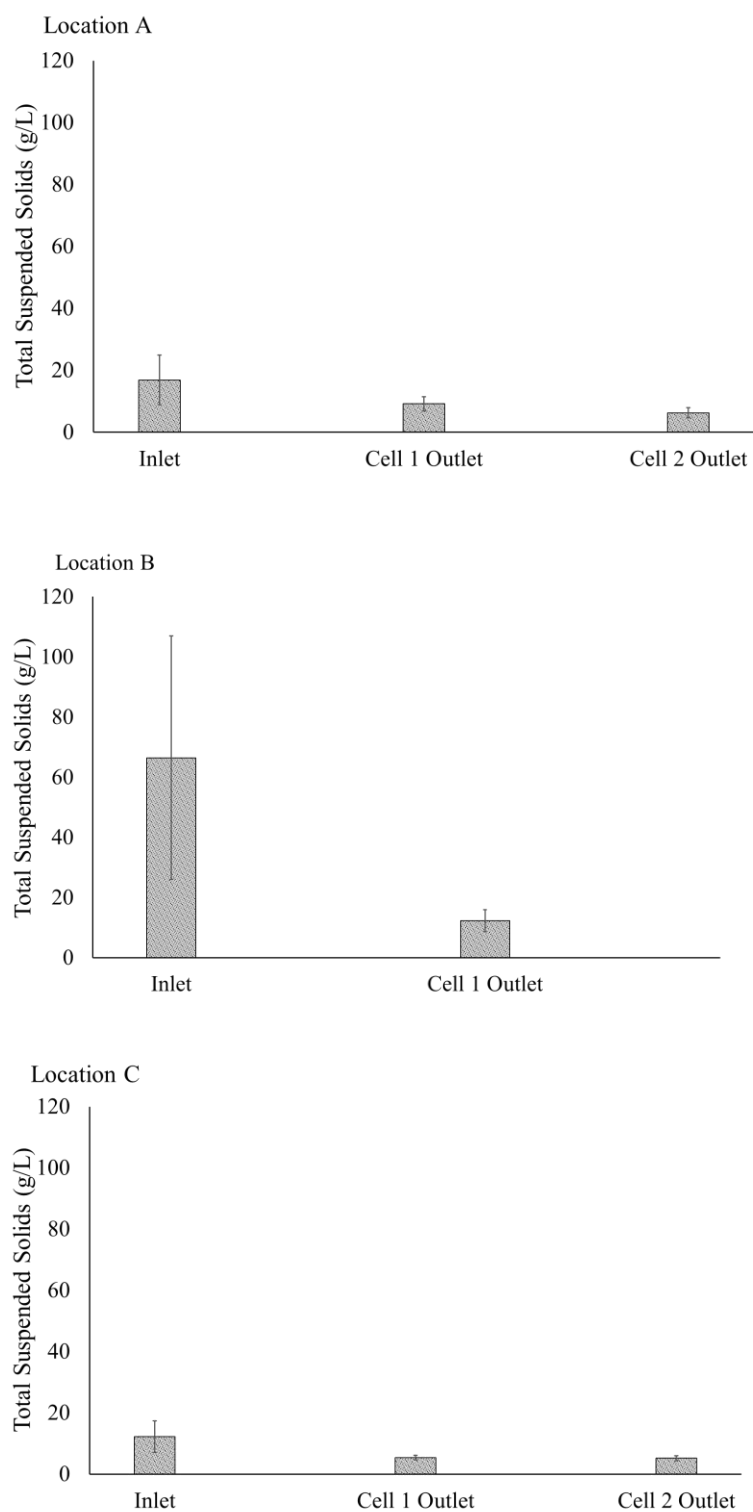 Location A
Total Suspended Solids (g/L)
120
100
80
60
40
20
0
Inlet
Cell 1 Outlet
Cell 2 Outlet
Location B
Total Suspended Solids (g/L)
120
100
80
60
40
20
0
Inlet
Cell 1 Outlet
Location C
Total Suspended Solids (g/L)
120
100
80
60
40
20
0
Inlet
Cell 1 Outlet
Cell 2 Outlet